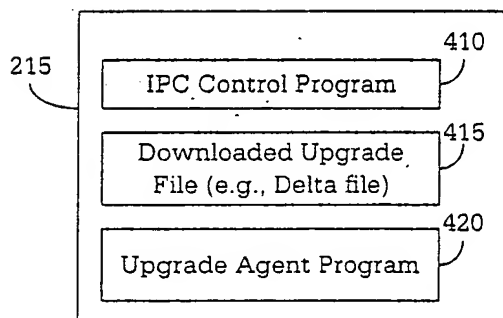 410
215
IPC Control Program
415
Downloaded Upgrade
File (e.g., Delta file)
420
Upgrade Agent Program